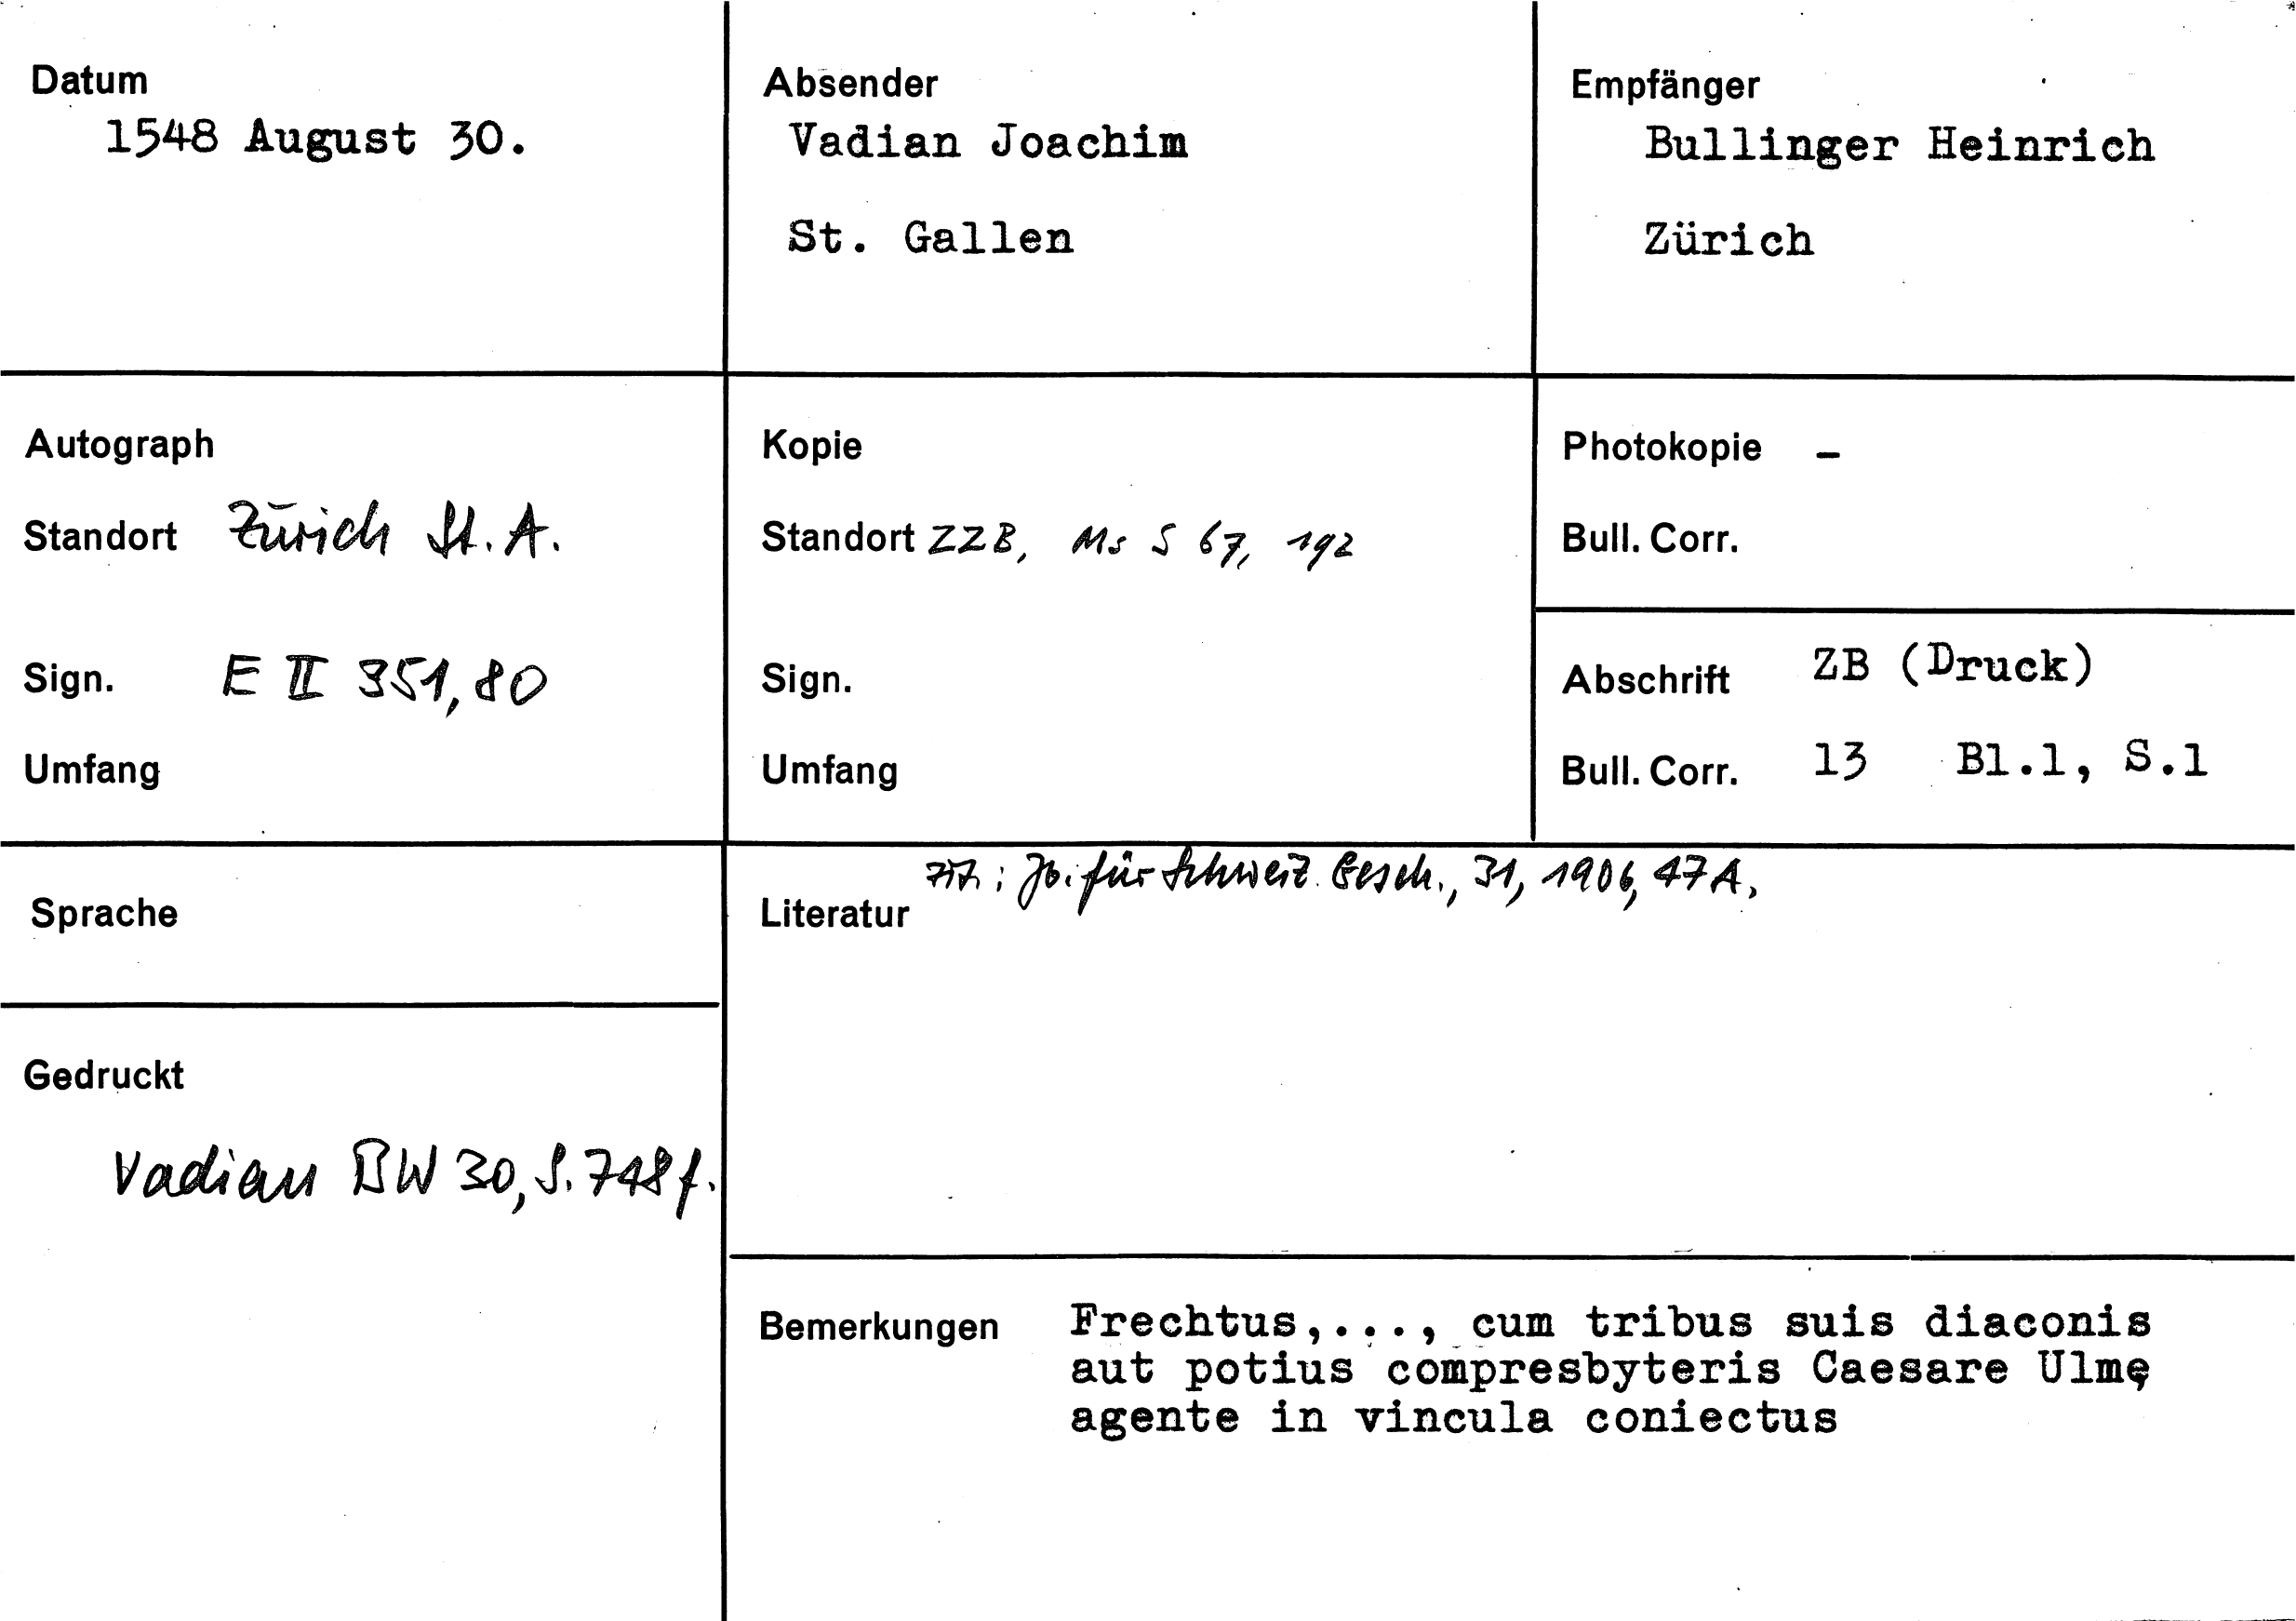 Datum
1548 August 30.
Absender
Vadian Joachim
St. Gallen
Empfänger
Bullinger Heinrich
Zürich
Autograph
Standort Zürich St. A.
Sign. E II 351, 80
Umfang
Kopie
Standort ZZB, Ms S 67, 192
Sign.
Umfang
Photokopie –
Bull. Corr.
Abschrift ZB (Druck)
Bull. Corr. 13 Bl.1, S.1
Sprache
Gedruckt
Vadian BW 30, S. 748 f.
Literatur zit.: Jb. für Schweiz. Gesch., 31, 1906, 47 A.
Bemerkungen Frechtus,..., cum tribus suis diaconis
aut potius compresbyteris Caesare Ulmę
agente in vincula coniectus